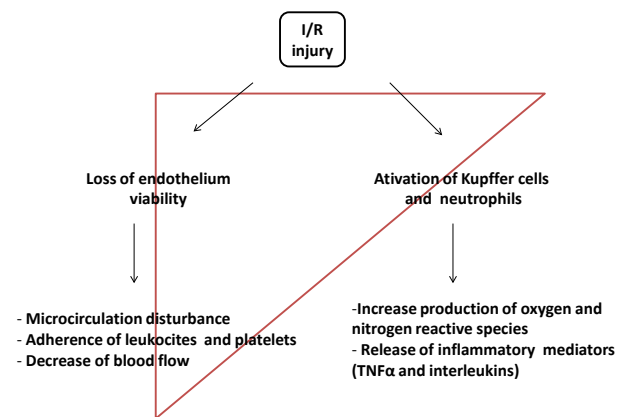 I/R
injury
Loss of endothelium
viability
Ativation of Kupffer cells
and neutrophils
- Microcirculation disturbance
- Adherence of leukocites and platelets
- Decrease of blood flow
-Increase production of oxygen and
nitrogen reactive species
- Release of inflammatory mediators
(TNFα and interleukins)